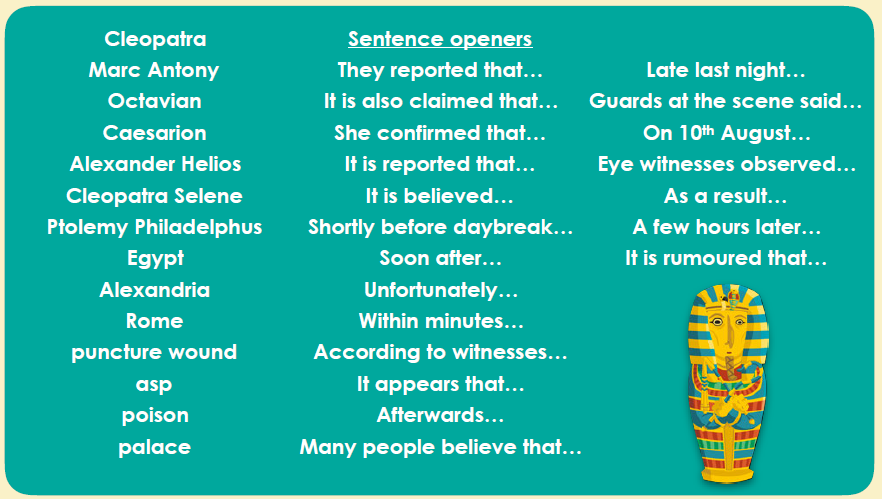 Cleopatra
Marc Antony
Octavian
Caesarion
Alexander Helios
Cleopatra Selene
Ptolemy Philadelphus
Egypt
Alexandria
Rome
puncture wound
asp
poison
palace
Sentence openers
They reported that…
It is also claimed that…
She confirmed that…
It is reported that…
It is believed…
Shortly before daybreak…
Soon after…
Unfortunately…
Within minutes…
According to witnesses…
It appears that…
Afterwards…
Many people believe that…
Late last night…
Guards at the scene said…
On 10th August…
Eye witnesses observed…
As a result…
A few hours later…
It is rumoured that…